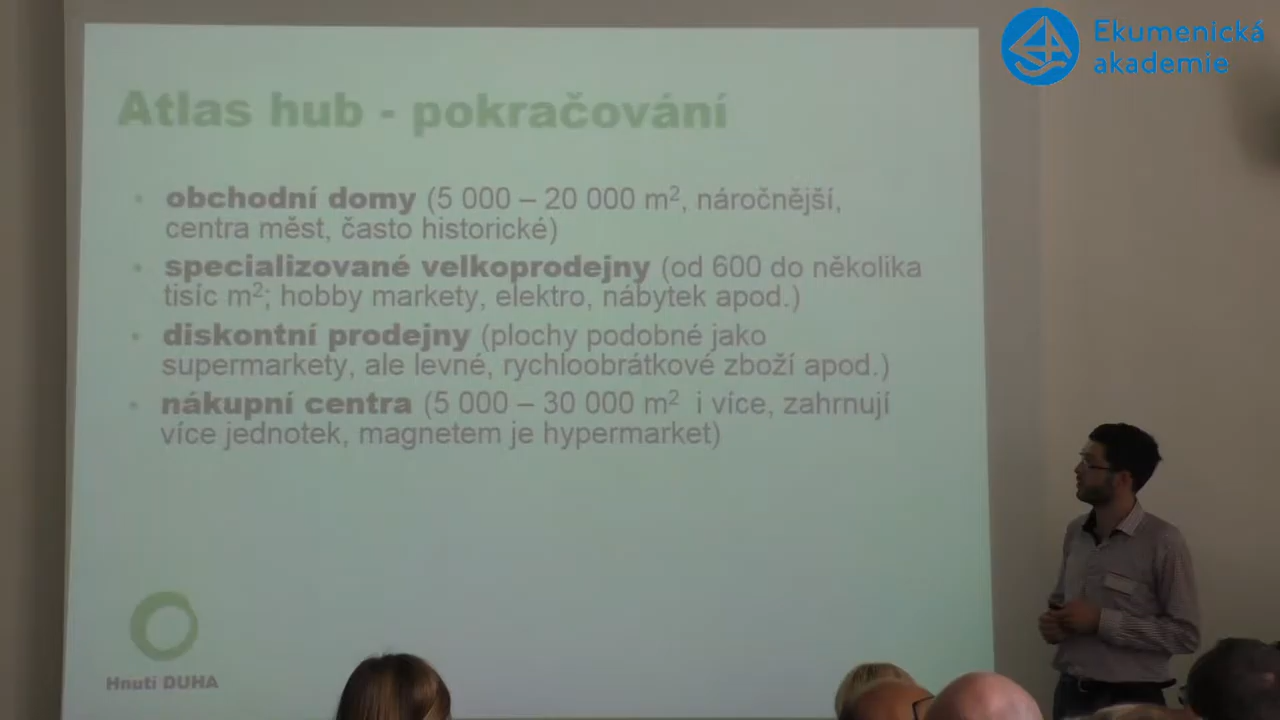 Ekumenická
akademie
Atlas hub - pokračování
• obchodní domy (5 000 – 20 000 m², náročnější,
centra měst, často historické)
• specializované velkoprodejny (od 600 do několika
tisíc m²; hobby markety, elektro, nábytek apod.)
• diskontní prodejny (plochy podobné jako
supermarkety, ale levné, rychloobrátkové zboží apod.)
• nákupní centra (5 000 – 30 000 m² i více, zahrnují
více jednotek, magnetem je hypermarket)
Hnutí DUHA